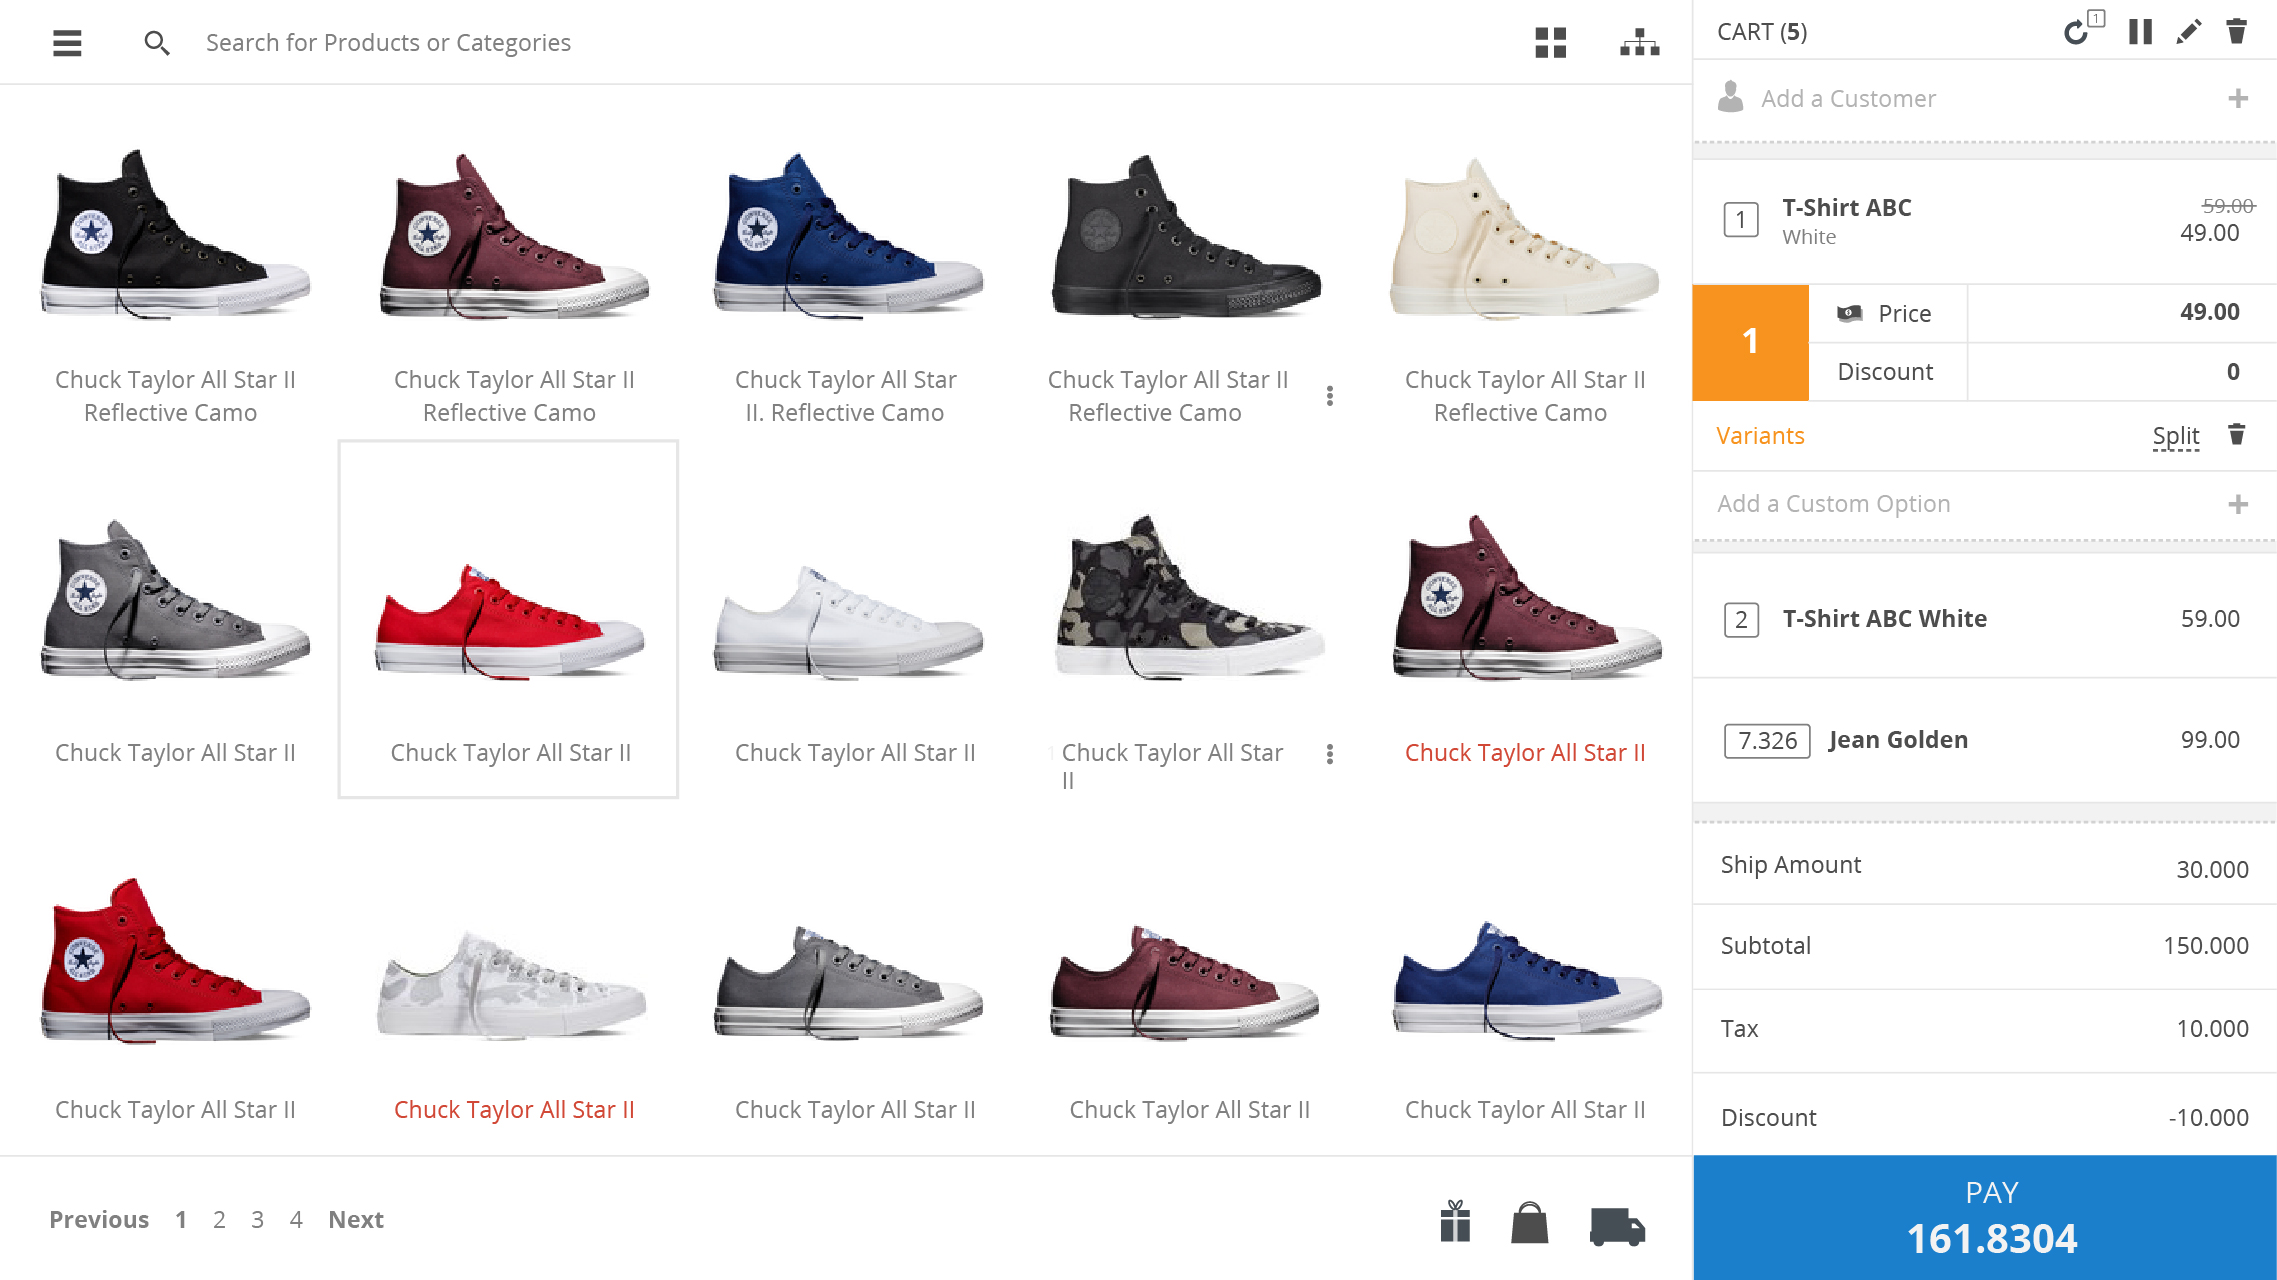 Search for Products or Categories
CART (5)
1
Add a Customer
Chuck Taylor All Star II
Reflective Camo
Chuck Taylor All Star II
Reflective Camo
Chuck Taylor All Star
II. Reflective Camo
Chuck Taylor All Star II
Reflective Camo
Chuck Taylor All Star II
Reflective Camo
Chuck Taylor All Star II
Chuck Taylor All Star II
Chuck Taylor All Star II
Chuck Taylor All Star
II
Chuck Taylor All Star II
Chuck Taylor All Star II
Chuck Taylor All Star II
Chuck Taylor All Star II
Chuck Taylor All Star II
Chuck Taylor All Star II
Previous 1 2 3 4 Next
1 T-Shirt ABC 59.00
White 49.00
1
Price 49.00
Discount 0
Variants Split
Add a Custom Option
2 T-Shirt ABC White 59.00
7.326 Jean Golden 99.00
Ship Amount 30.000
Subtotal 150.000
Tax 10.000
Discount -10.000
PAY
161.8304